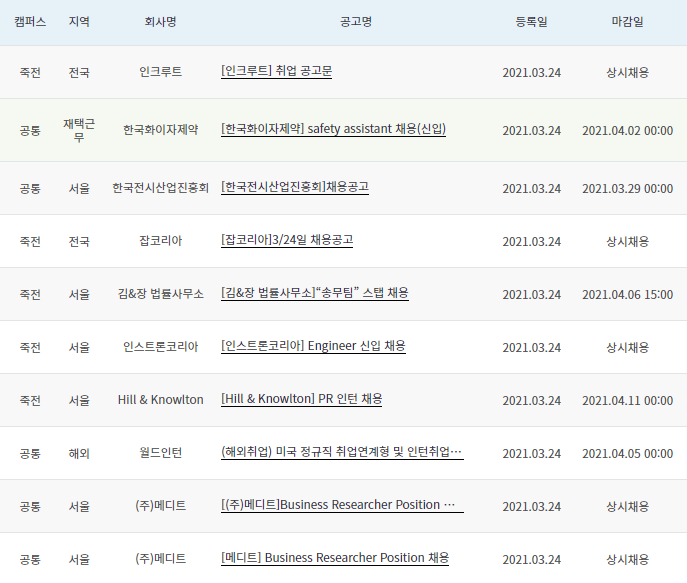 캠퍼스 지역 회사명 공고명 등록일 마감일
죽전 전국 인크루트 [인크루트] 취업 공고문 2021.03.24 상시채용
공통 재택근무 한국화이자제약 [한국화이자제약] safety assistant 채용(신입) 2021.03.24 2021.04.02 00:00
공통 서울 한국전시산업진흥회 [한국전시산업진흥회]채용공고 2021.03.24 2021.03.29 00:00
죽전 전국 잡코리아 [잡코리아]3/24일 채용공고 2021.03.24 상시채용
죽전 서울 김&장 법률사무소 [김&장 법률사무소]“송무팀” 스탭 채용 2021.03.24 2021.04.06 15:00
죽전 서울 인스트론코리아 [인스트론코리아] Engineer 신입 채용 2021.03.24 상시채용
죽전 서울 Hill & Knowlton [Hill & Knowlton] PR 인턴 채용 2021.03.24 2021.04.11 00:00
공통 해외 월드인턴 (해외취업) 미국 정규직 취업연계형 및 인턴취업… 2021.03.24 2021.04.05 00:00
공통 서울 (주)메디트 [(주)메디트]Business Researcher Position … 2021.03.24 상시채용
공통 서울 (주)메디트 [메디트] Business Researcher Position 채용 2021.03.24 상시채용